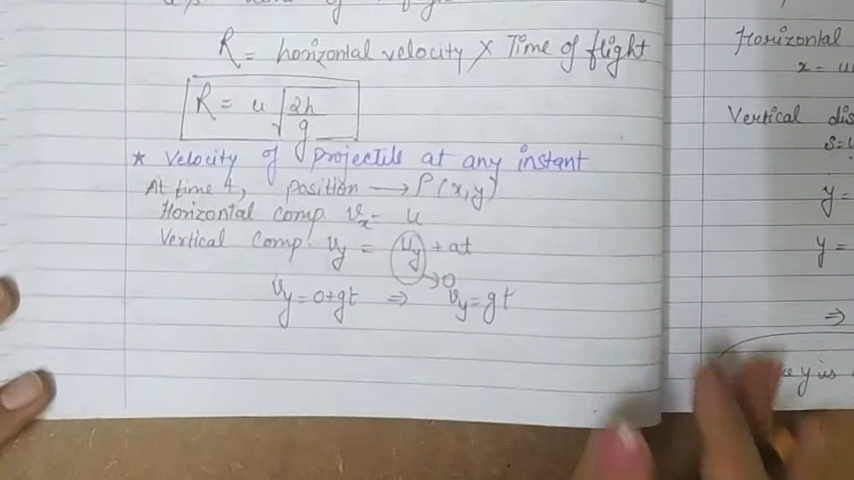 R = horizontal velocity × Time of flight
R = u √2h/g
* Velocity of projectile at any instant
At time t, position → P(x,y)
Horizontal comp. vx = u
Vertical comp. vy = uy + at
→0
vy = 0+gt ⇒ vy = gt
Horizontal
x = u
Vertical dis
s=u
y =
y =
⇒
y is